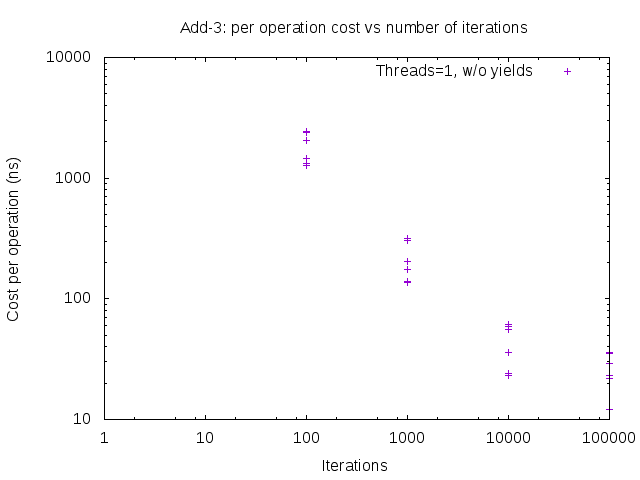 Add-3: per operation cost vs number of iterations
10000
Threads=1, w/o yields
1000
Cost per operation (ns)
100
10
1 10 100 1000 10000 100000
Iterations